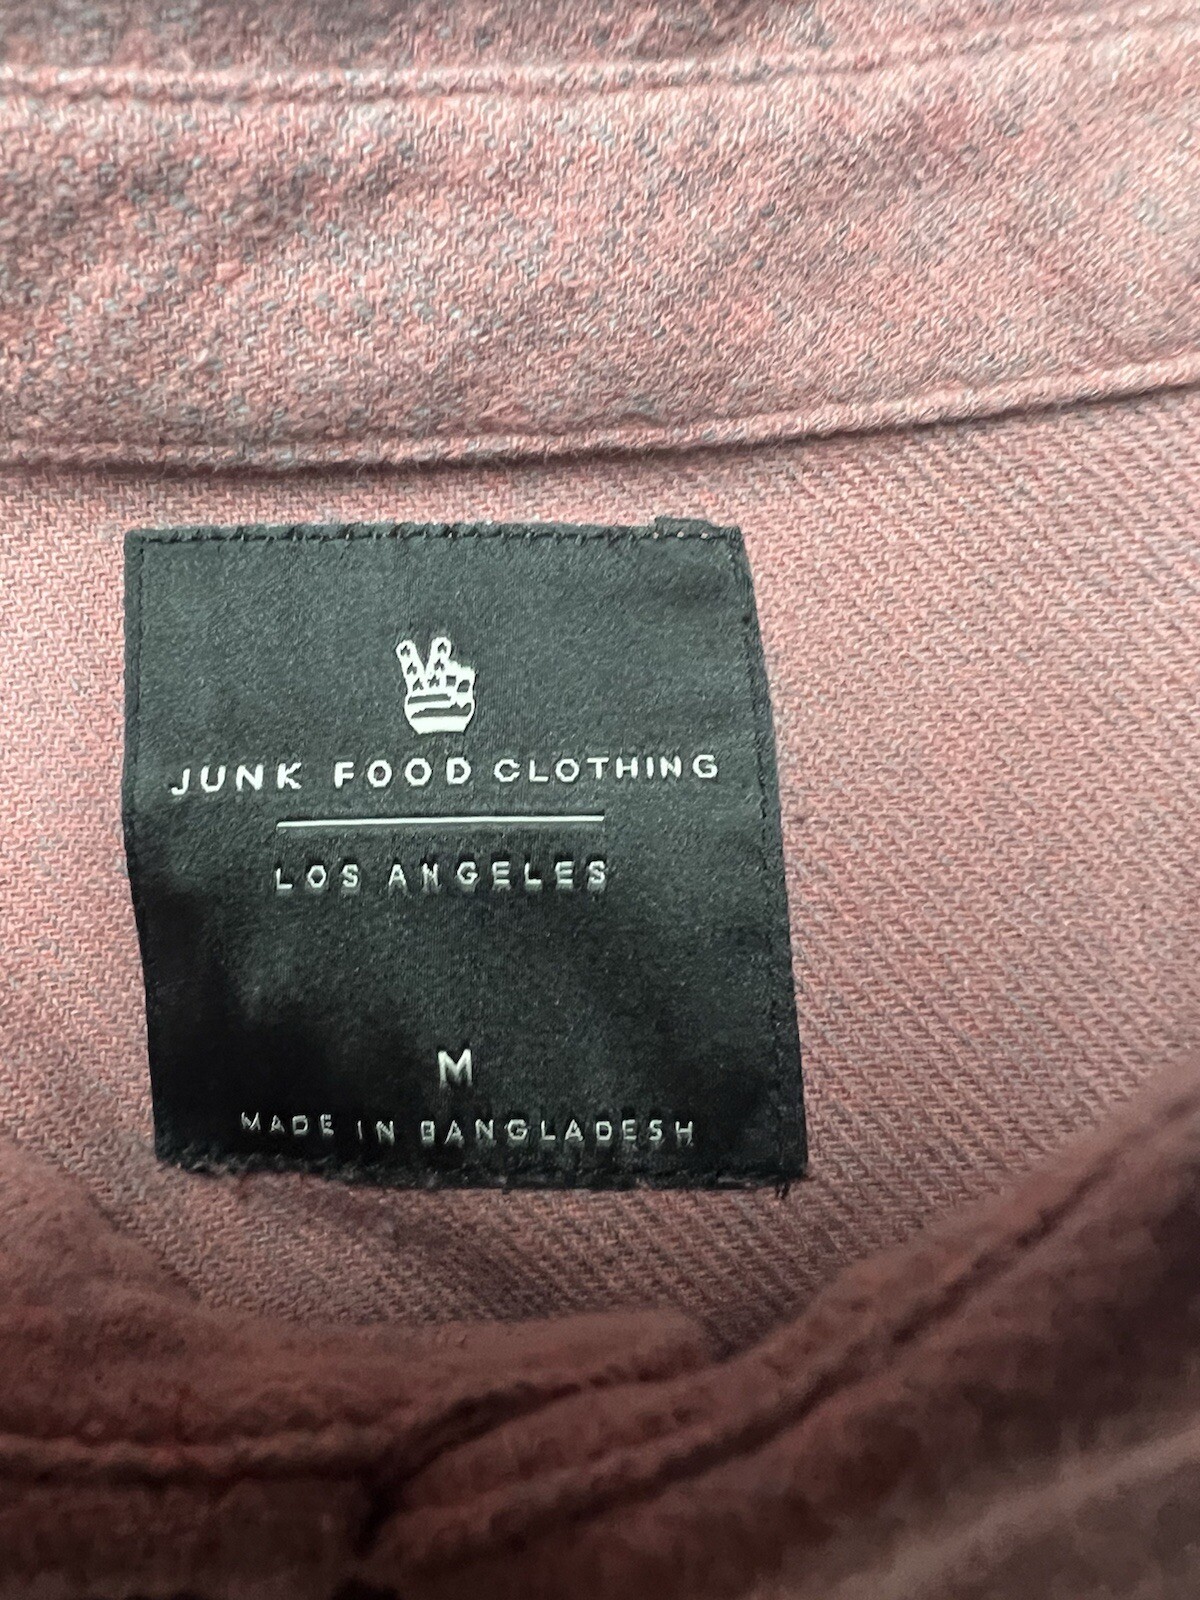 JUNK FOOD CLOTHING
LOS ANGELES
M
MADE IN BANGLADESH